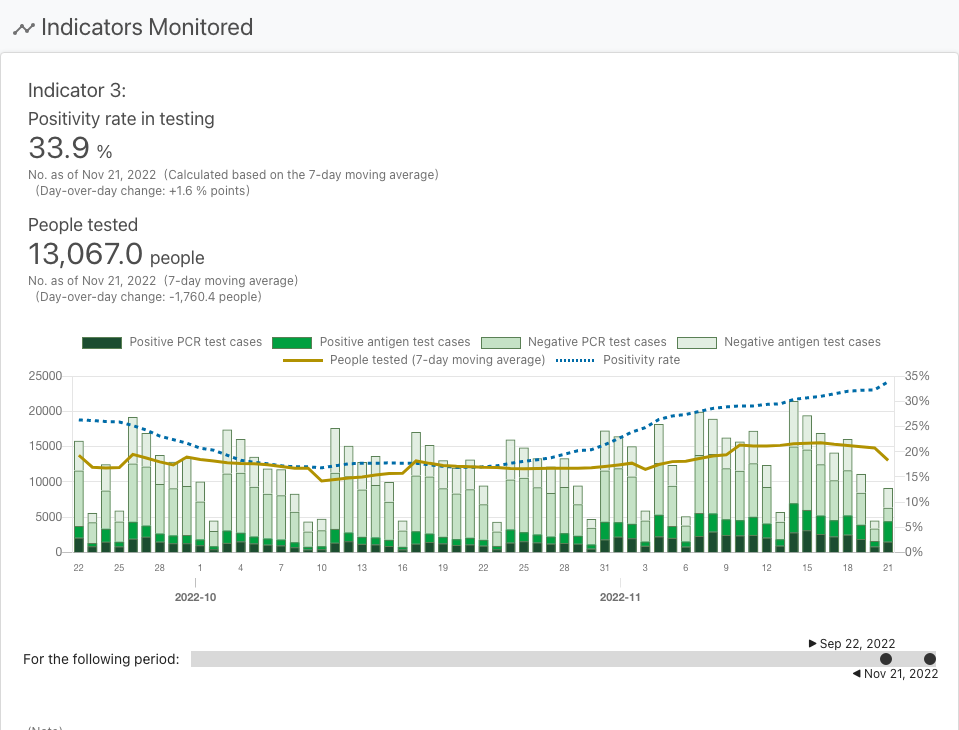 Indicators Monitored
Indicator 3:
Positivity rate in testing
33.9 %
No. as of Nov 21, 2022 (Calculated based on the 7-day moving average)
(Day-over-day change: +1.6 % points)
People tested
13,067.0 people
No. as of Nov 21, 2022 (7-day moving average)
(Day-over-day change: -1,760.4 people)
Positive PCR test cases Positive antigen test cases Negative PCR test cases Negative antigen test cases
People tested (7-day moving average) Positivity rate
25000 35%
30%
20000
25%
15000
20%
10000 15%
10%
5000
5%
0 0%
22 25 28 1 4 7 10 13 16 19 22 25 28 31 3 6 9 12 15 18 21
2022-10 2022-11
▶ Sep 22, 2022
For the following period:
◀ Nov 21, 2022
(Note)